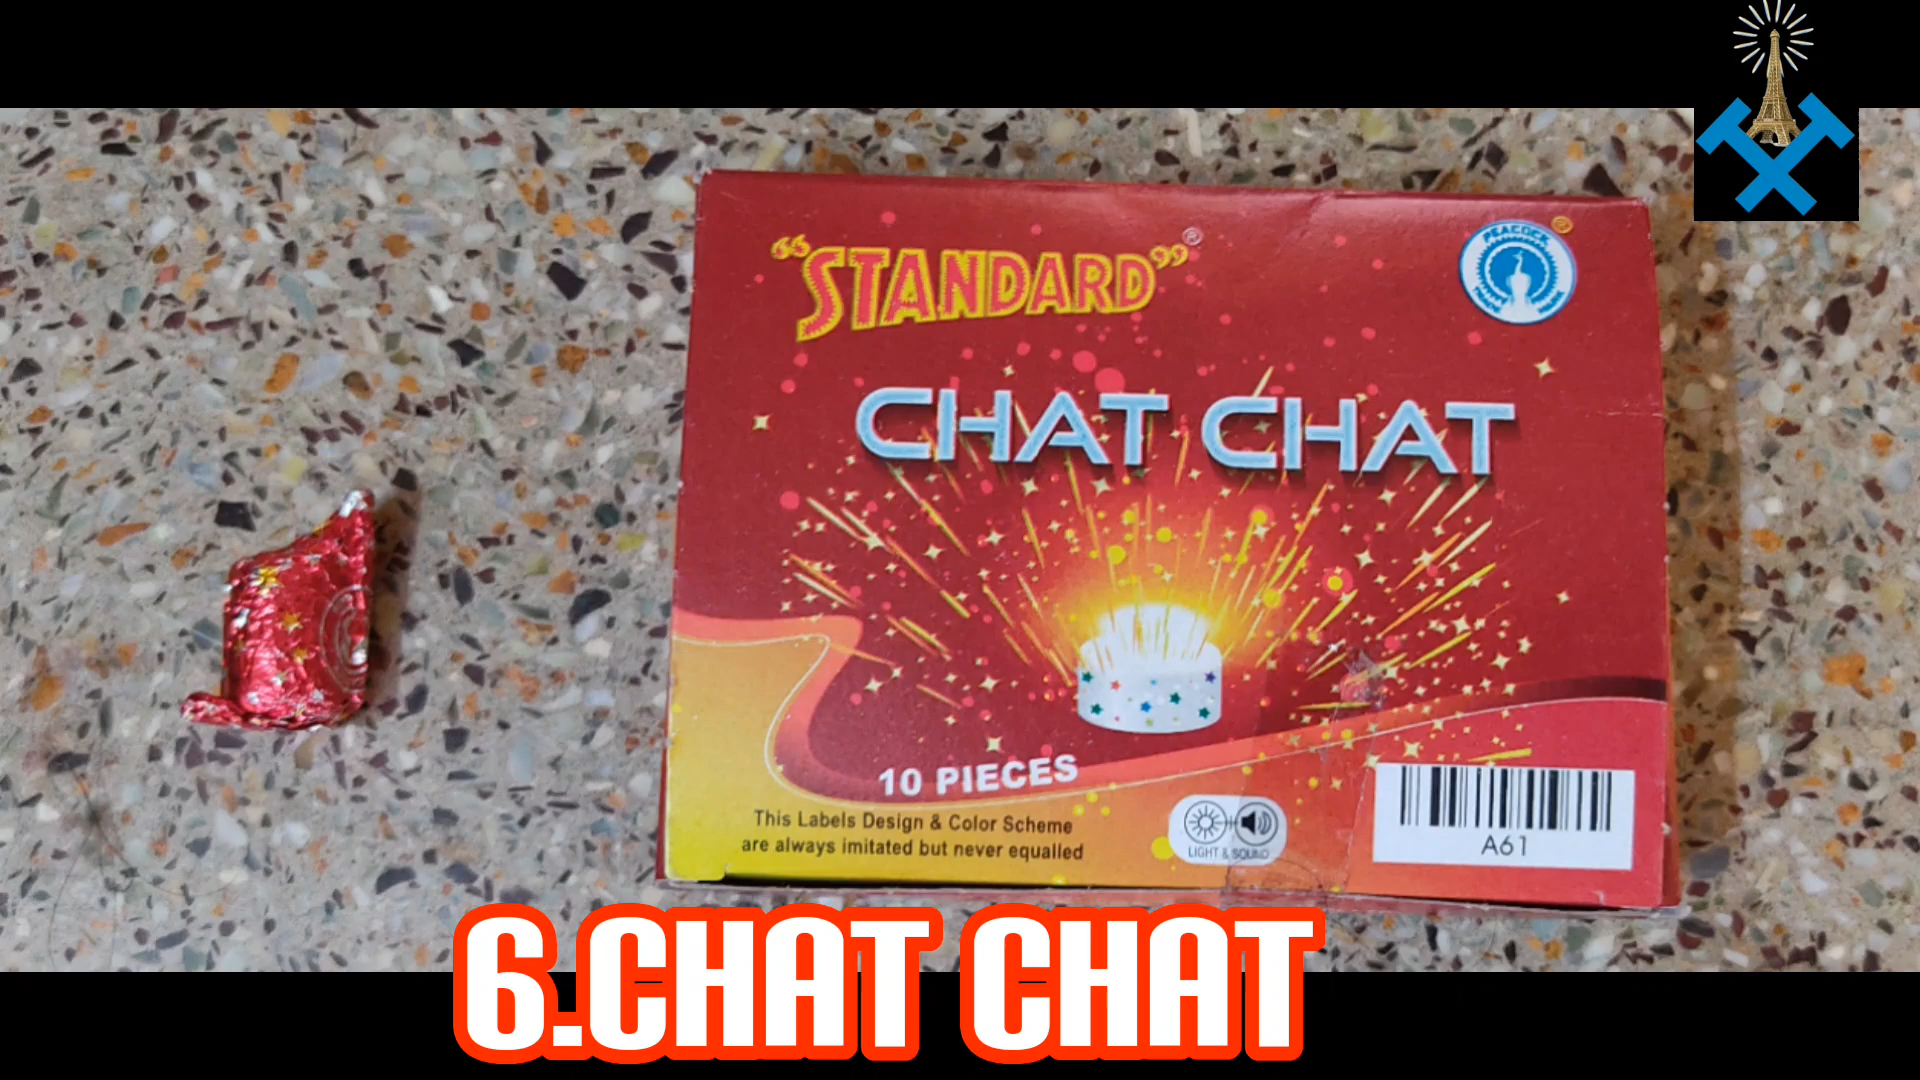 “STANDARD”®
PEACOCK
®
CHAT CHAT
10 PIECES
This Labels Design & Color Scheme
are always imitated but never equalled
LIGHT & SOUND
A61
6.CHAT CHAT